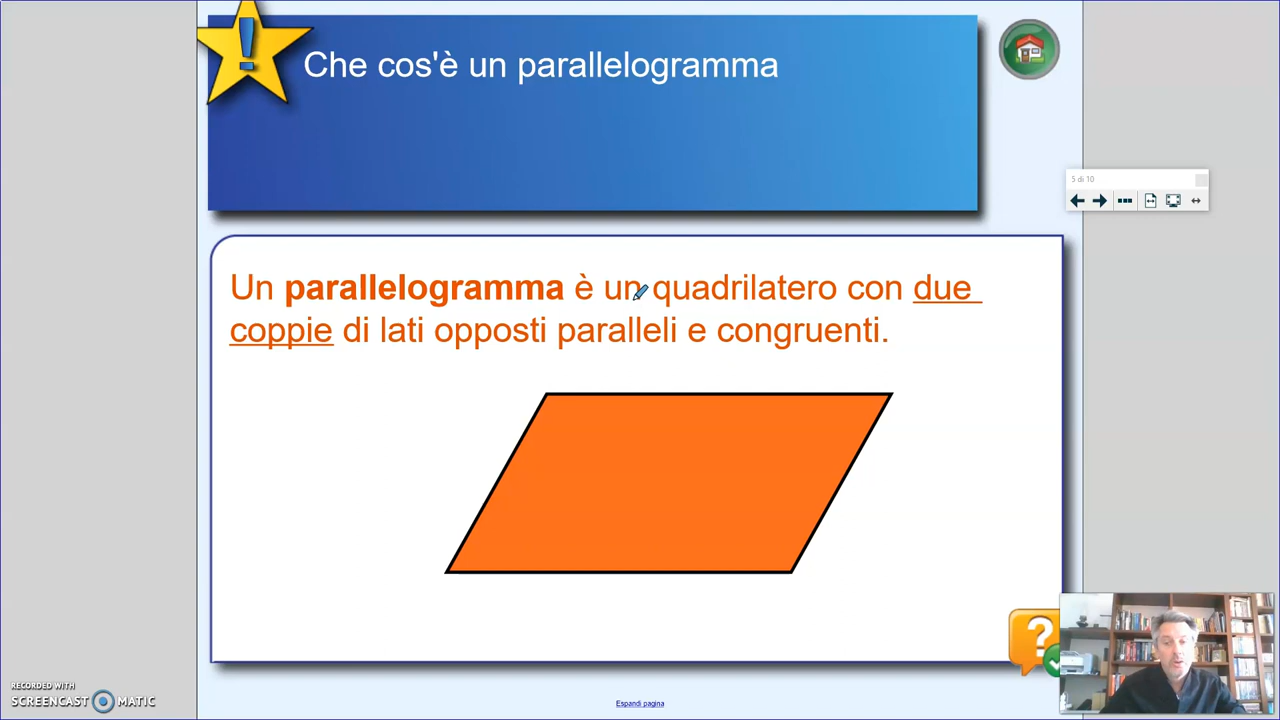 !
Che cos'è un parallelogramma
5 di 10
Un parallelogramma è un quadrilatero con due
coppie di lati opposti paralleli e congruenti.
?
RECORDED WITH
SCREENCAST MATIC
Espandi pagina